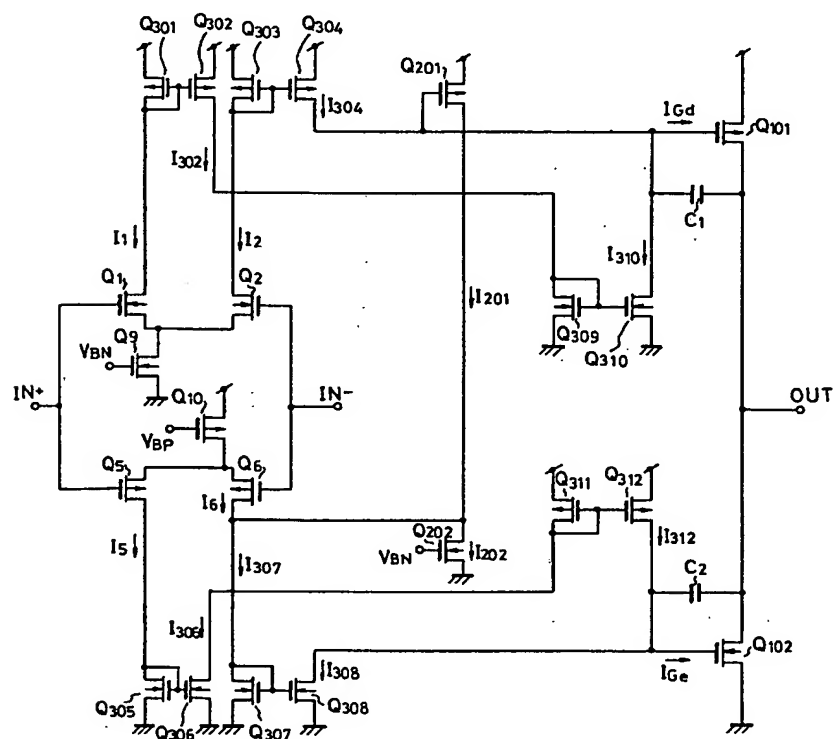 Q301
Q302
Q303
Q304
Q201
I304
IGd
Q101
I302
C1
I1
I2
I310
Q1
Q2
I201
Q309
Q310
Q9
VBN
IN+
Q10
IN-
OUT
VBP
Q5
Q6
Q311
Q312
I6
Q202
VBN
I202
I312
I5
I307
C2
I306
Q102
I308
IGe
Q305
Q306
Q307
Q308